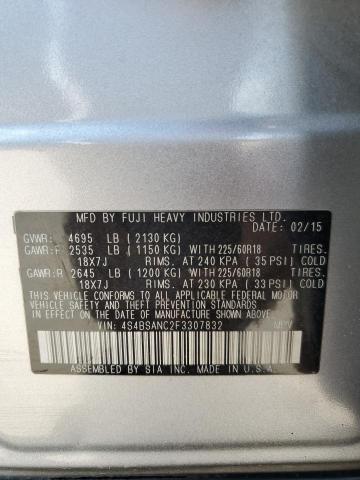 MFD BY FUJI HEAVY INDUSTRIES LTD.
DATE: 02/15
GVWR: 4695 LB (2130 KG)
GAWR:F 2535 LB (1150 KG) WITH 225/60R18 TIRES.
18X7J RIMS. AT 240 KPA ( 35 PSI) COLD
GAWR:R 2645 LB (1200 KG) WITH 225/60R18 TIRES.
18X7J RIMS. AT 230 KPA ( 33 PSI) COLD
THIS VEHICLE CONFORMS TO ALL APPLICABLE FEDERAL MOTOR
VEHICLE SAFETY, BUMPER, AND THEFT PREVENTION STANDARDS
IN EFFECT ON THE DATE OF MANUFACTURE SHOWN ABOVE.
VIN: 4S4BSANC2F3307832 MPV
ASSEMBLED BY SIA INC. MADE IN U.S.A.